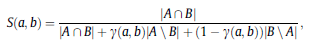 S(a, b) = |A ∩ B| / |A ∩ B| + γ(a, b)|A \ B| + (1 − γ(a, b))|B \ A| ,